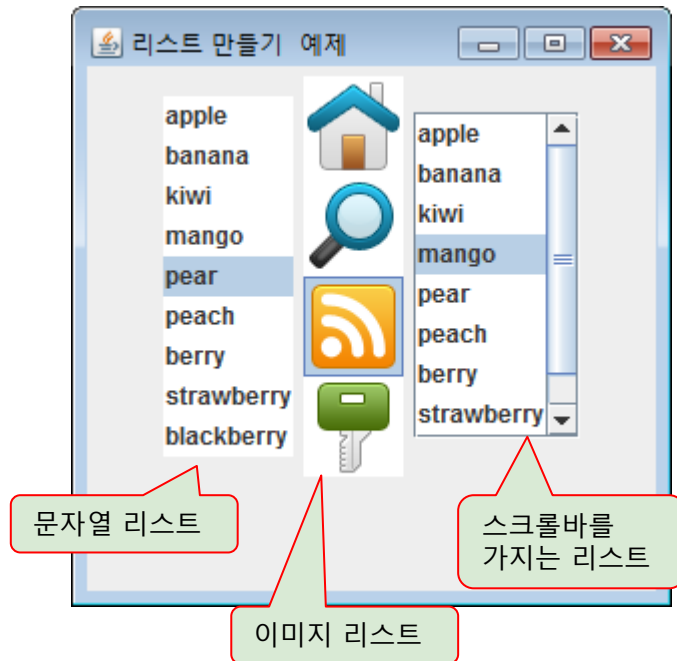 리스트 만들기 예제
apple
banana
kiwi
mango
pear
peach
berry
strawberry
blackberry
apple
banana
kiwi
mango
pear
peach
berry
strawberry
문자열 리스트
이미지 리스트
스크롤바를
가지는 리스트